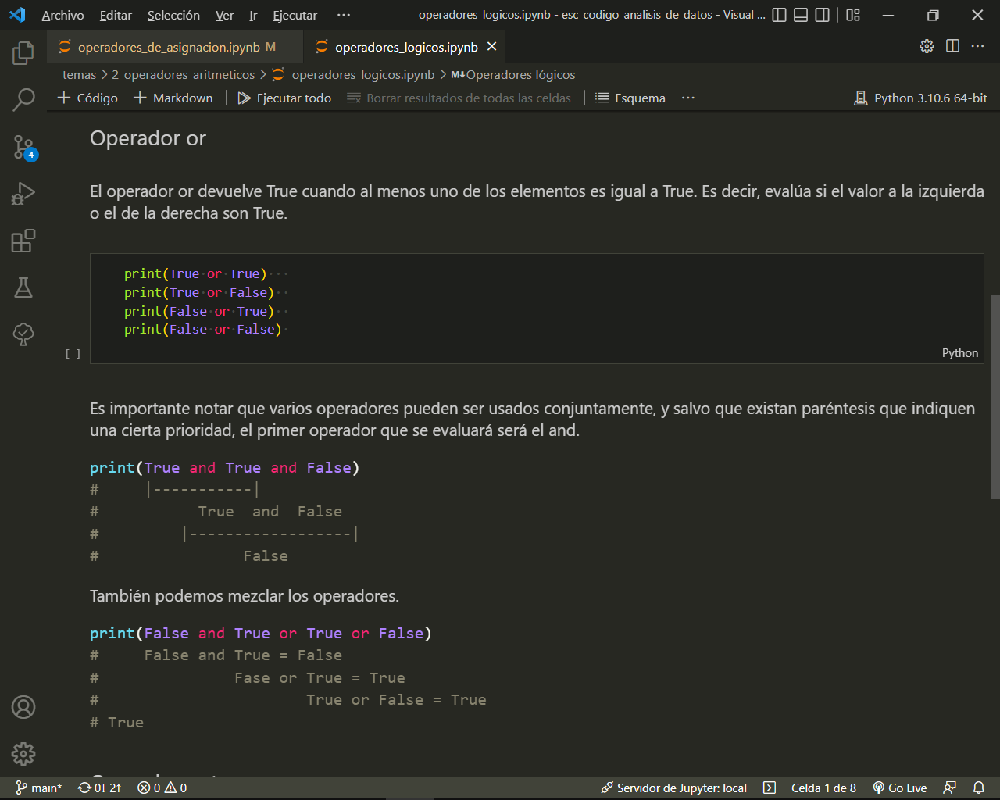 Archivo Editar Selección Ver Ir Ejecutar ··· operadores_logicos.ipynb - esc_codigo_analisis_de_datos - Visual ...
operadores_de_asignacion.ipynb M operadores_logicos.ipynb
temas > 2_operadores_aritmeticos > operadores_logicos.ipynb > M↓Operadores lógicos
+ Código + Markdown Ejecutar todo Borrar resultados de todas las celdas Esquema ··· Python 3.10.6 64-bit
4
Operador or
El operador or devuelve True cuando al menos uno de los elementos es igual a True. Es decir, evalúa si el valor a la izquierda
o el de la derecha son True.
print(True·or·True)····
print(True·or·False)···
print(False·or·True)···
print(False·or·False)··
[ ] Python
Es importante notar que varios operadores pueden ser usados conjuntamente, y salvo que existan paréntesis que indiquen
una cierta prioridad, el primer operador que se evaluará será el and.
print(True and True and False)
#     |-----------|
#           True  and  False
#         |------------------|
#                False
También podemos mezclar los operadores.
print(False and True or True or False)
#     False and True = False
#               Fase or True = True
#                       True or False = True
# True
main* 0↓ 2↑ 0 0 Servidor de Jupyter: local Celda 1 de 8 Go Live